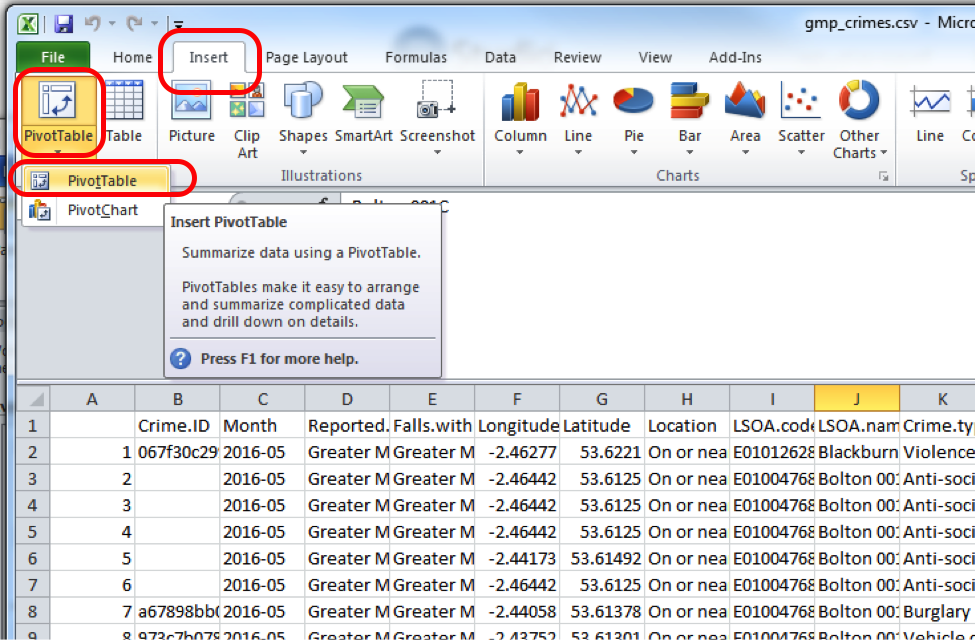 gmp_crimes.csv - Micro
File Home Insert Page Layout Formulas Data Review View Add-Ins
PivotTable Table Picture Clip Art Shapes SmartArt Screenshot Column Line Pie Bar Area Scatter Other Charts Line
Illustrations Charts Sp
PivotTable
PivotChart
Insert PivotTable
Summarize data using a PivotTable.
PivotTables make it easy to arrange
and summarize complicated data
and drill down on details.
Press F1 for more help.
A B C D E F G H I J K
1 Crime.ID Month Reported. Falls.with Longitude Latitude Location LSOA.code LSOA.nam Crime.typ
2 1 067f30c29 2016-05 Greater M Greater M -2.46277 53.6221 On or nea E01012628 Blackburn Violence
3 2 2016-05 Greater M Greater M -2.46442 53.6125 On or nea E01004768 Bolton 001 Anti-soci
4 3 2016-05 Greater M Greater M -2.46442 53.6125 On or nea E01004768 Bolton 001 Anti-soci
5 4 2016-05 Greater M Greater M -2.46442 53.6125 On or nea E01004768 Bolton 001 Anti-soci
6 5 2016-05 Greater M Greater M -2.44173 53.61492 On or nea E01004768 Bolton 001 Anti-soci
7 6 2016-05 Greater M Greater M -2.46442 53.6125 On or nea E01004768 Bolton 001 Anti-soci
8 7 a67898bb0 2016-05 Greater M Greater M -2.44058 53.61378 On or nea E01004768 Bolton 001 Burglary
9 8 973c7b078 2016-05 Greater M Greater M -2.43752 53.61301 On or nea E01004768 Bolton 001 Vehicle